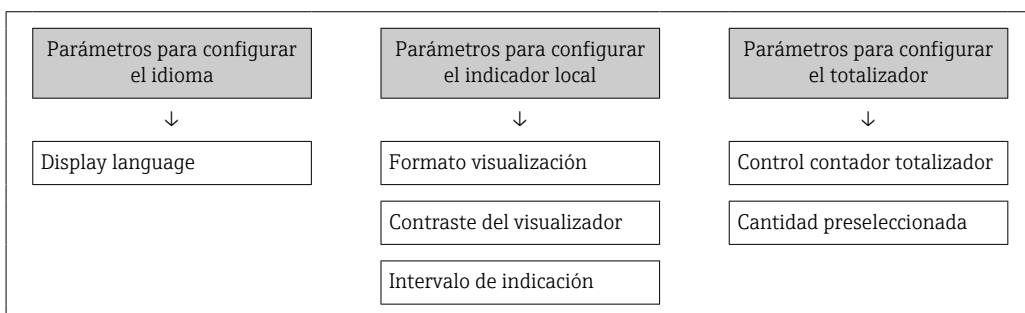 Parámetros para configurar
el idioma
Parámetros para configurar
el indicador local
Parámetros para configurar
el totalizador
↓
↓
↓
Display language
Formato visualización
Control contador totalizador
Contraste del visualizador
Cantidad preseleccionada
Intervalo de indicación